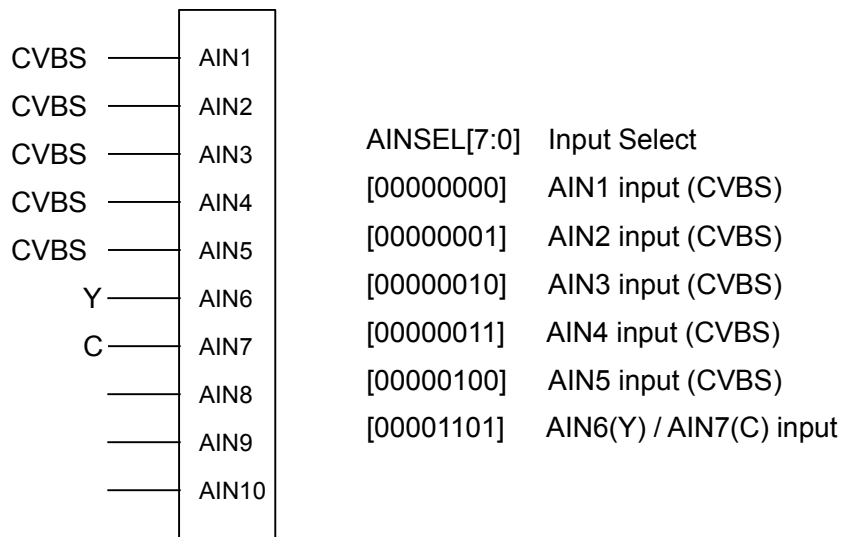 CVBS AIN1
CVBS AIN2
CVBS AIN3
CVBS AIN4
CVBS AIN5
Y AIN6
C AIN7
AIN8
AIN9
AIN10
AINSEL[7:0] Input Select
[00000000] AIN1 input (CVBS)
[00000001] AIN2 input (CVBS)
[00000010] AIN3 input (CVBS)
[00000011] AIN4 input (CVBS)
[00000100] AIN5 input (CVBS)
[00001101] AIN6(Y) / AIN7(C) input